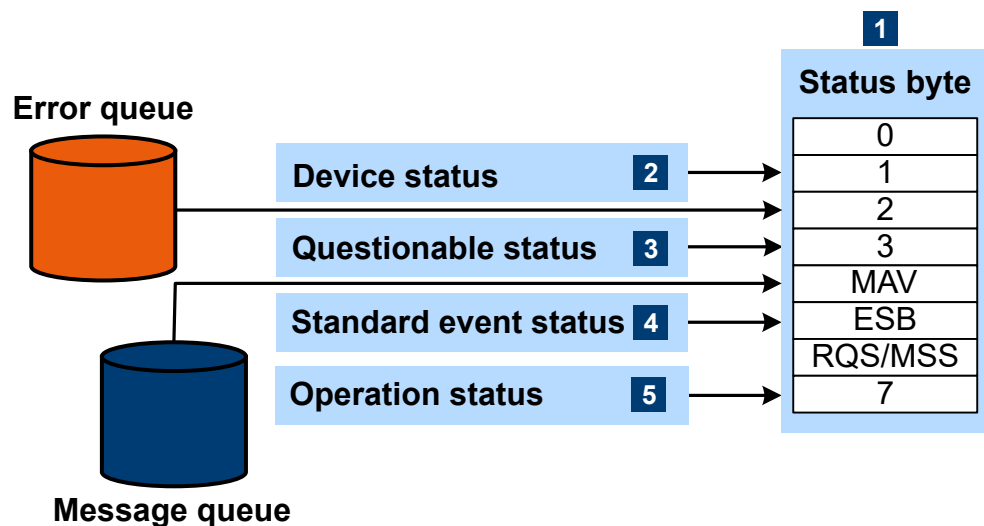 1
Status byte
Error queue
0
Device status 2
1
2
Questionable status 3
3
MAV
Standard event status 4
ESB
RQS/MSS
Operation status 5
7
Message queue